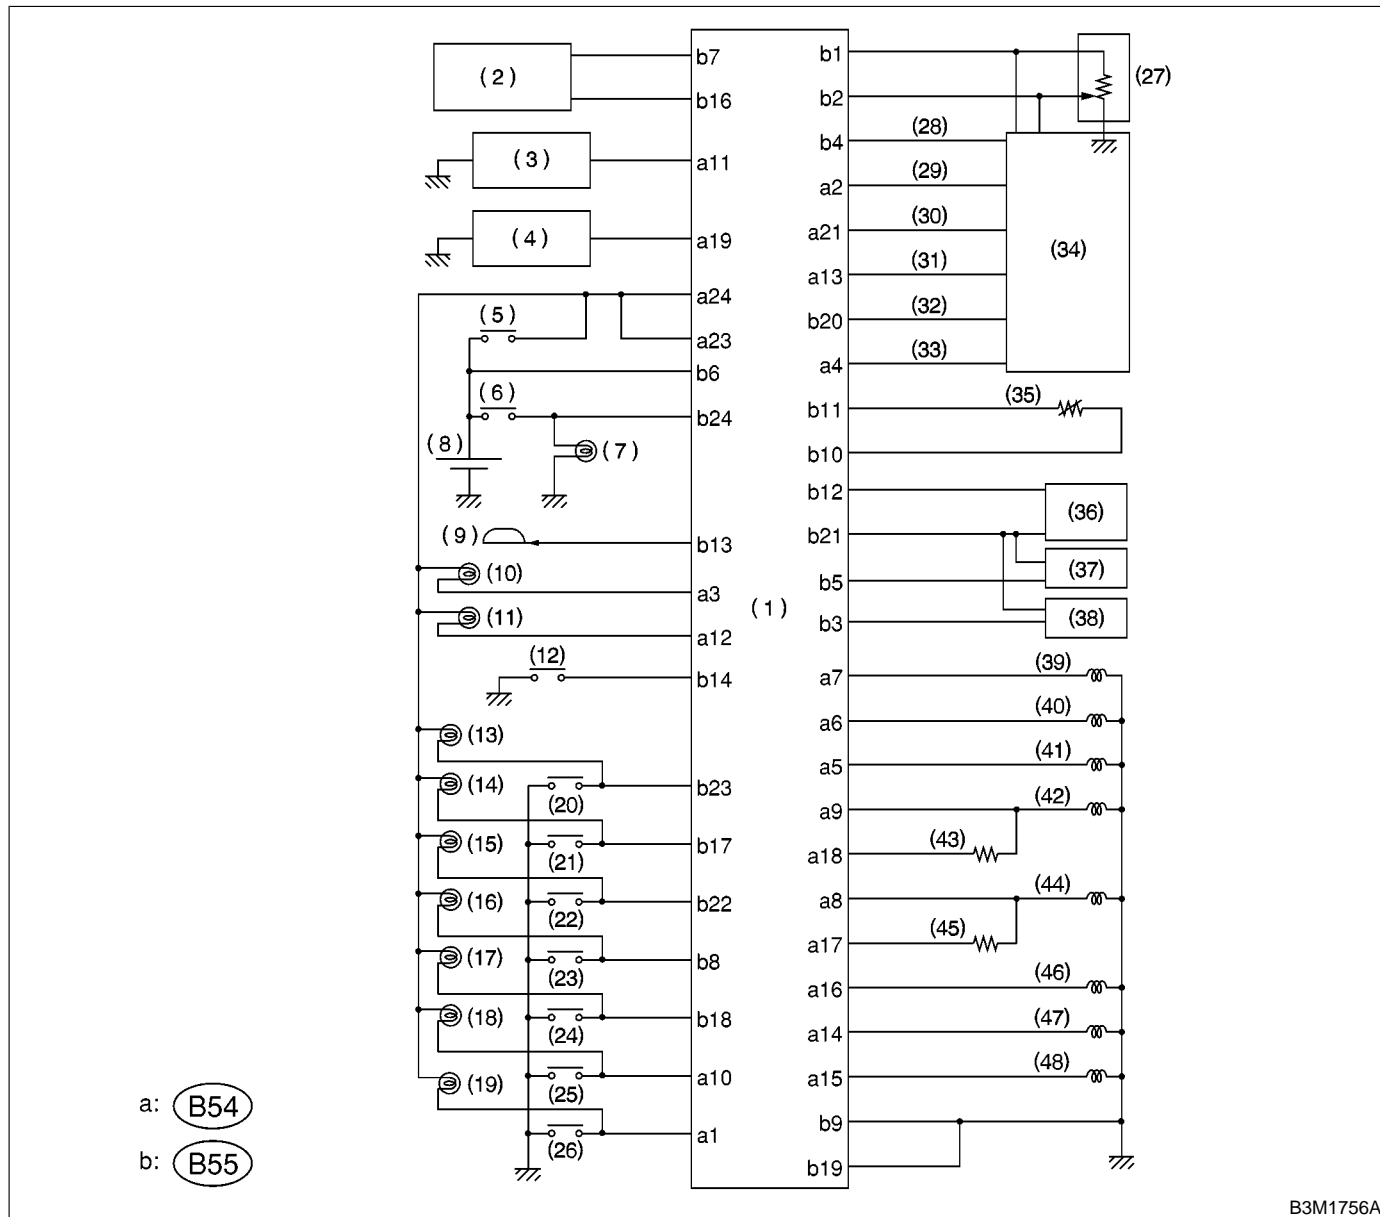 (2)
b7
b16
(3)
a11
(4)
a19
a24
(5)
a23
b6
(6)
b24
(8)
(7)
(9)
b13
(10)
a3
(11)
a12
(12)
b14
(13)
(14)
b23
(20)
(15)
b17
(21)
(16)
b22
(22)
(17)
b8
(23)
(18)
b18
(24)
(19)
a10
(25)
a1
(26)
(1)
b1
(27)
b2
(28)
b4
(29)
a2
(30)
a21
(34)
(31)
a13
(32)
b20
(33)
a4
(35)
b11
b10
b12
(36)
b21
(37)
b5
(38)
b3
(39)
a7
(40)
a6
(41)
a5
(42)
a9
(43)
a18
(44)
a8
(45)
a17
(46)
a16
(47)
a14
(48)
a15
b9
b19
a: B54
b: B55
B3M1756A